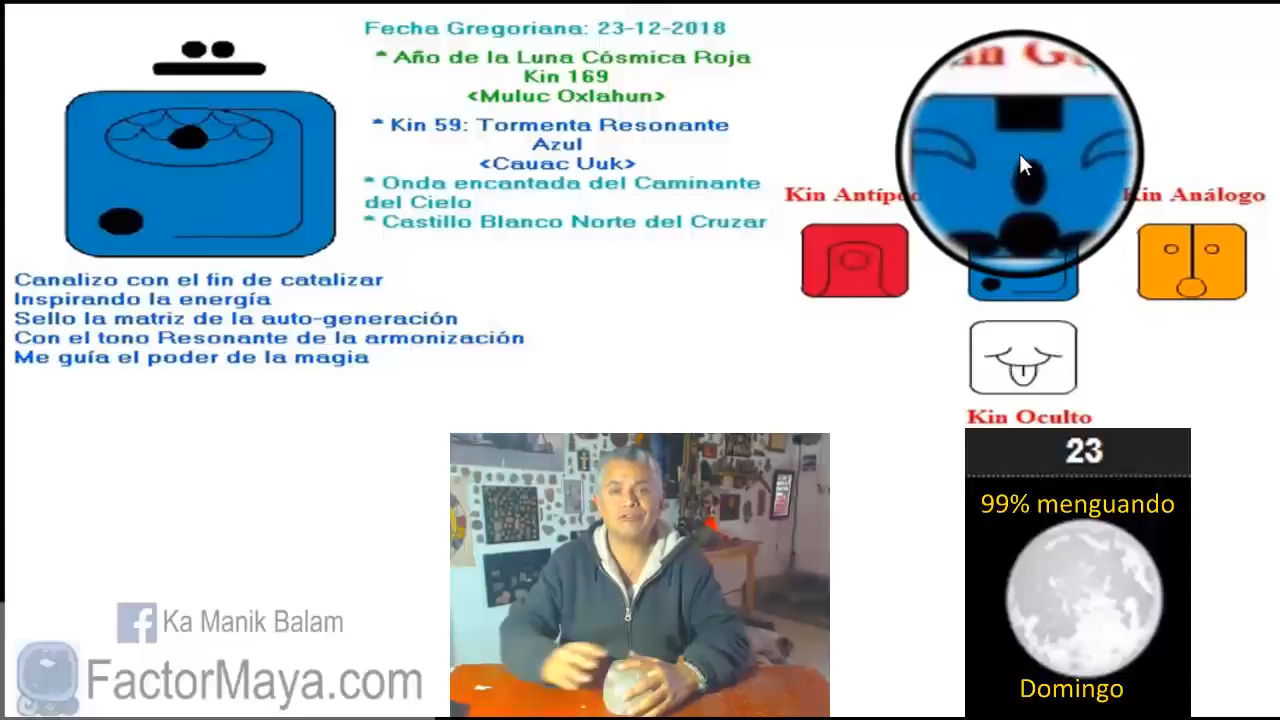 Fecha Gregoriana: 23-12-2018
* Año de la Luna Cósmica Roja
Kin 169
<Muluc Oxlahun>
* Kin 59: Tormenta Resonante
Azul
<Cauac Uuk>
* Onda encantada del Caminante
del Cielo
* Castillo Blanco Norte del Cruzar
Canalizo con el fin de catalizar
Inspirando la energía
Sello la matriz de la auto-generación
Con el tono Resonante de la armonización
Me guía el poder de la magia
Kin
Kin Análogo
Kin Oculto
23
99% menguando
Domingo
Ka Manik Balam
FactorMaya.com